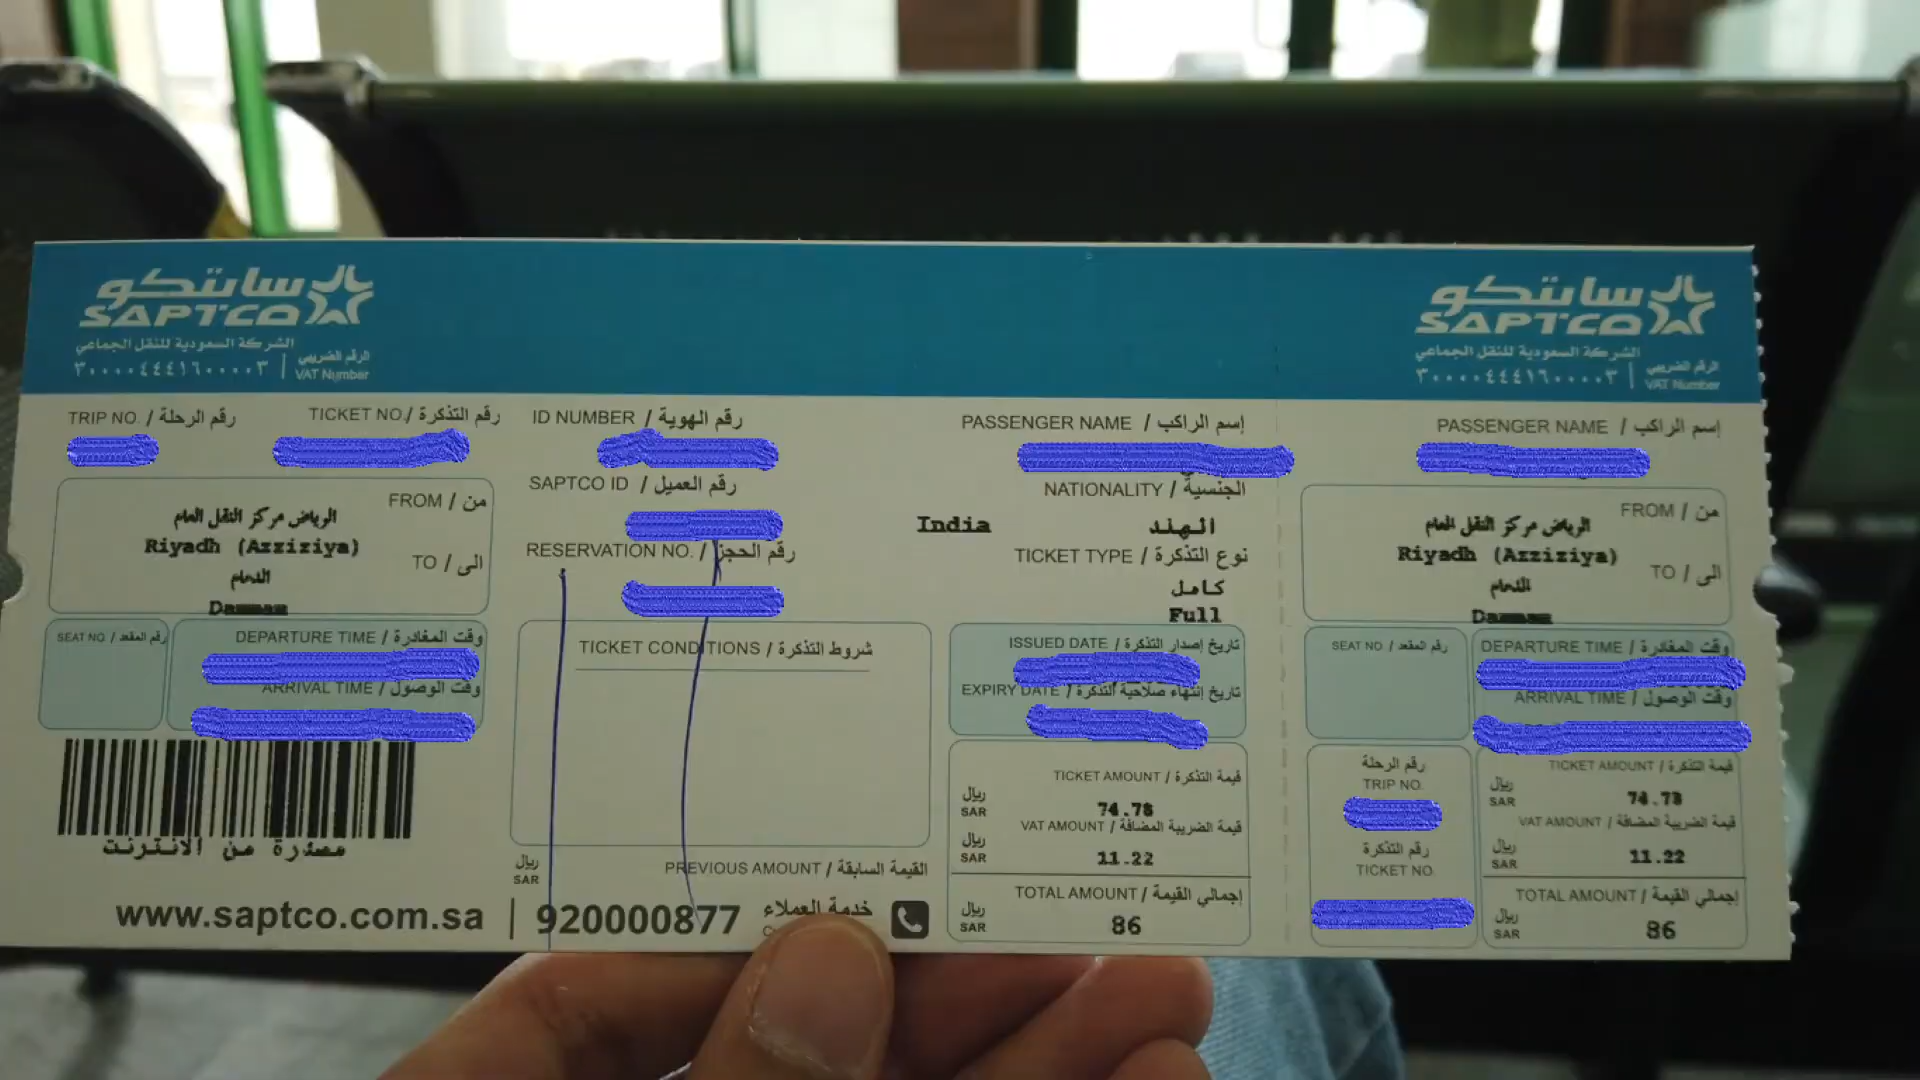 سابتكو
SAPTCO
الشركة السعودية للنقل الجماعي
٣٠٠٠٠٤٤٤١٦٠٠٠٠٣ | الرقم الضريبي
VAT Number
سابتكو
SAPTCO
الشركة السعودية للنقل الجماعي
٣٠٠٠٠٤٤٤١٦٠٠٠٠٣ | الرقم الضريبي
VAT Number
TRIP NO. / رقم الرحلة
TICKET NO./ رقم التذكرة
FROM / من
الرياض مركز النقل العام
Riyadh (Azziziya)
TO / الى
الدمام
Dammam
SEAT NO / رقم المقعد
DEPARTURE TIME / وقت المغادرة
ARRIVAL TIME / وقت الوصول
مصدرة من الانترنت
ID NUMBER / رقم الهوية
SAPTCO ID / رقم العميل
RESERVATION NO. / رقم الحجز
TICKET CONDITIONS / شروط التذكرة
PREVIOUS AMOUNT / القيمة السابقة
ريال
SAR
www.saptco.com.sa | 920000877 خدمة العملاء
PASSENGER NAME / إسم الراكب
NATIONALITY / الجنسية
India الهند
TICKET TYPE / نوع التذكرة
كامل
Full
ISSUED DATE / تاريخ إصدار التذكرة
EXPIRY DATE / تاريخ إنتهاء صلاحية التذكرة
TICKET AMOUNT / قيمة التذكرة
ريال
SAR
74.78
VAT AMOUNT / قيمة الضريبة المضافة
ريال
SAR
11.22
TOTAL AMOUNT / إجمالي القيمة
ريال
SAR
86
PASSENGER NAME / إسم الراكب
FROM / من
الرياض مركز النقل العام
Riyadh (Azziziya)
TO / الى
الدمام
Dammam
SEAT NO / رقم المقعد
DEPARTURE TIME / وقت المغادرة
ARRIVAL TIME / وقت الوصول
رقم الرحلة
TRIP NO.
رقم التذكرة
TICKET NO.
TICKET AMOUNT / قيمة التذكرة
ريال
SAR
74.78
VAT AMOUNT / قيمة الضريبة المضافة
ريال
SAR
11.22
TOTAL AMOUNT / إجمالي القيمة
ريال
SAR
86